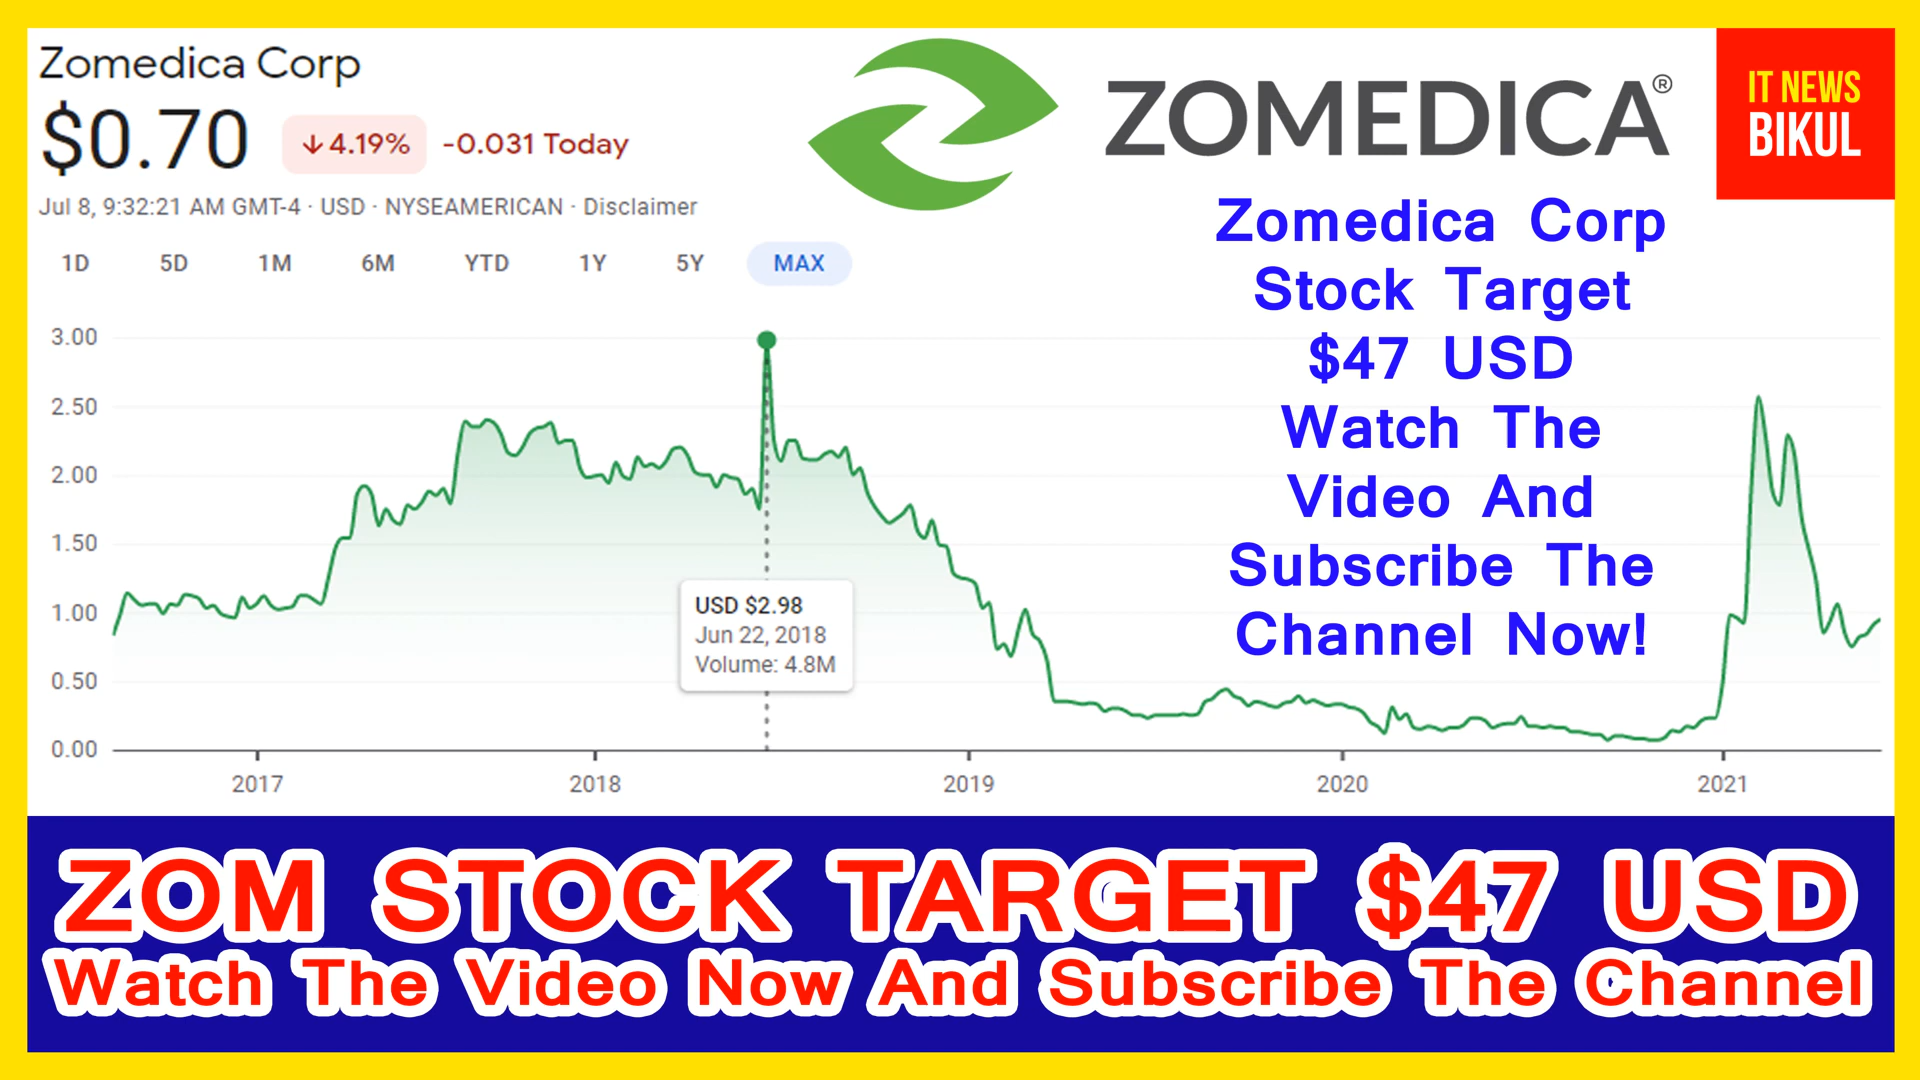 Zomedica Corp
$0.70 ↓4.19% -0.031 Today
Jul 8, 9:32:21 AM GMT-4 · USD · NYSEAMERICAN · Disclaimer
1D 5D 1M 6M YTD 1Y 5Y MAX
ZOMEDICA®
IT NEWS
BIKUL
Zomedica Corp
Stock Target
$47 USD
Watch The
Video And
Subscribe The
Channel Now!
3.00
2.50
2.00
1.50
1.00
0.50
0.00
USD $2.98
Jun 22, 2018
Volume: 4.8M
2017 2018 2019 2020 2021
ZOM STOCK TARGET $47 USD
Watch The Video Now And Subscribe The Channel